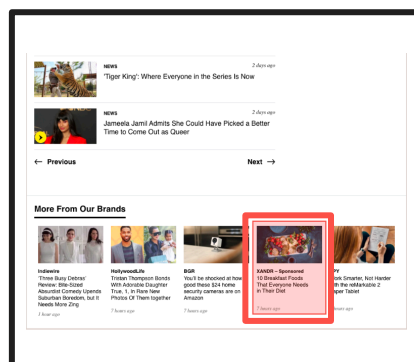 NEWS
2 days ago
'Tiger King': Where Everyone in the Series Is Now
NEWS
2 days ago
Jameela Jamil Admits She Could Have Picked a Better
Time to Come Out as Queer
← Previous
Next →
More From Our Brands
Indiewire
'Three Busy Debras'
Review: Bite-Sized
Absurdist Comedy Upends
Suburban Boredom, but It
Needs More Zing
1 hour ago
HollywoodLife
Tristan Thompson Bonds
With Adorable Daughter
True, 1, In Rare New
Photos Of Them together
7 hours ago
BGR
You'll be shocked at how
good these $24 home
security cameras are on
Amazon
7 hours ago
XANDR – Sponsored
10 Breakfast Foods
That Everyone Needs
in Their Diet
7 hours ago
Smarter, Not Harder
the reMarkable 2
Tablet
hours ago